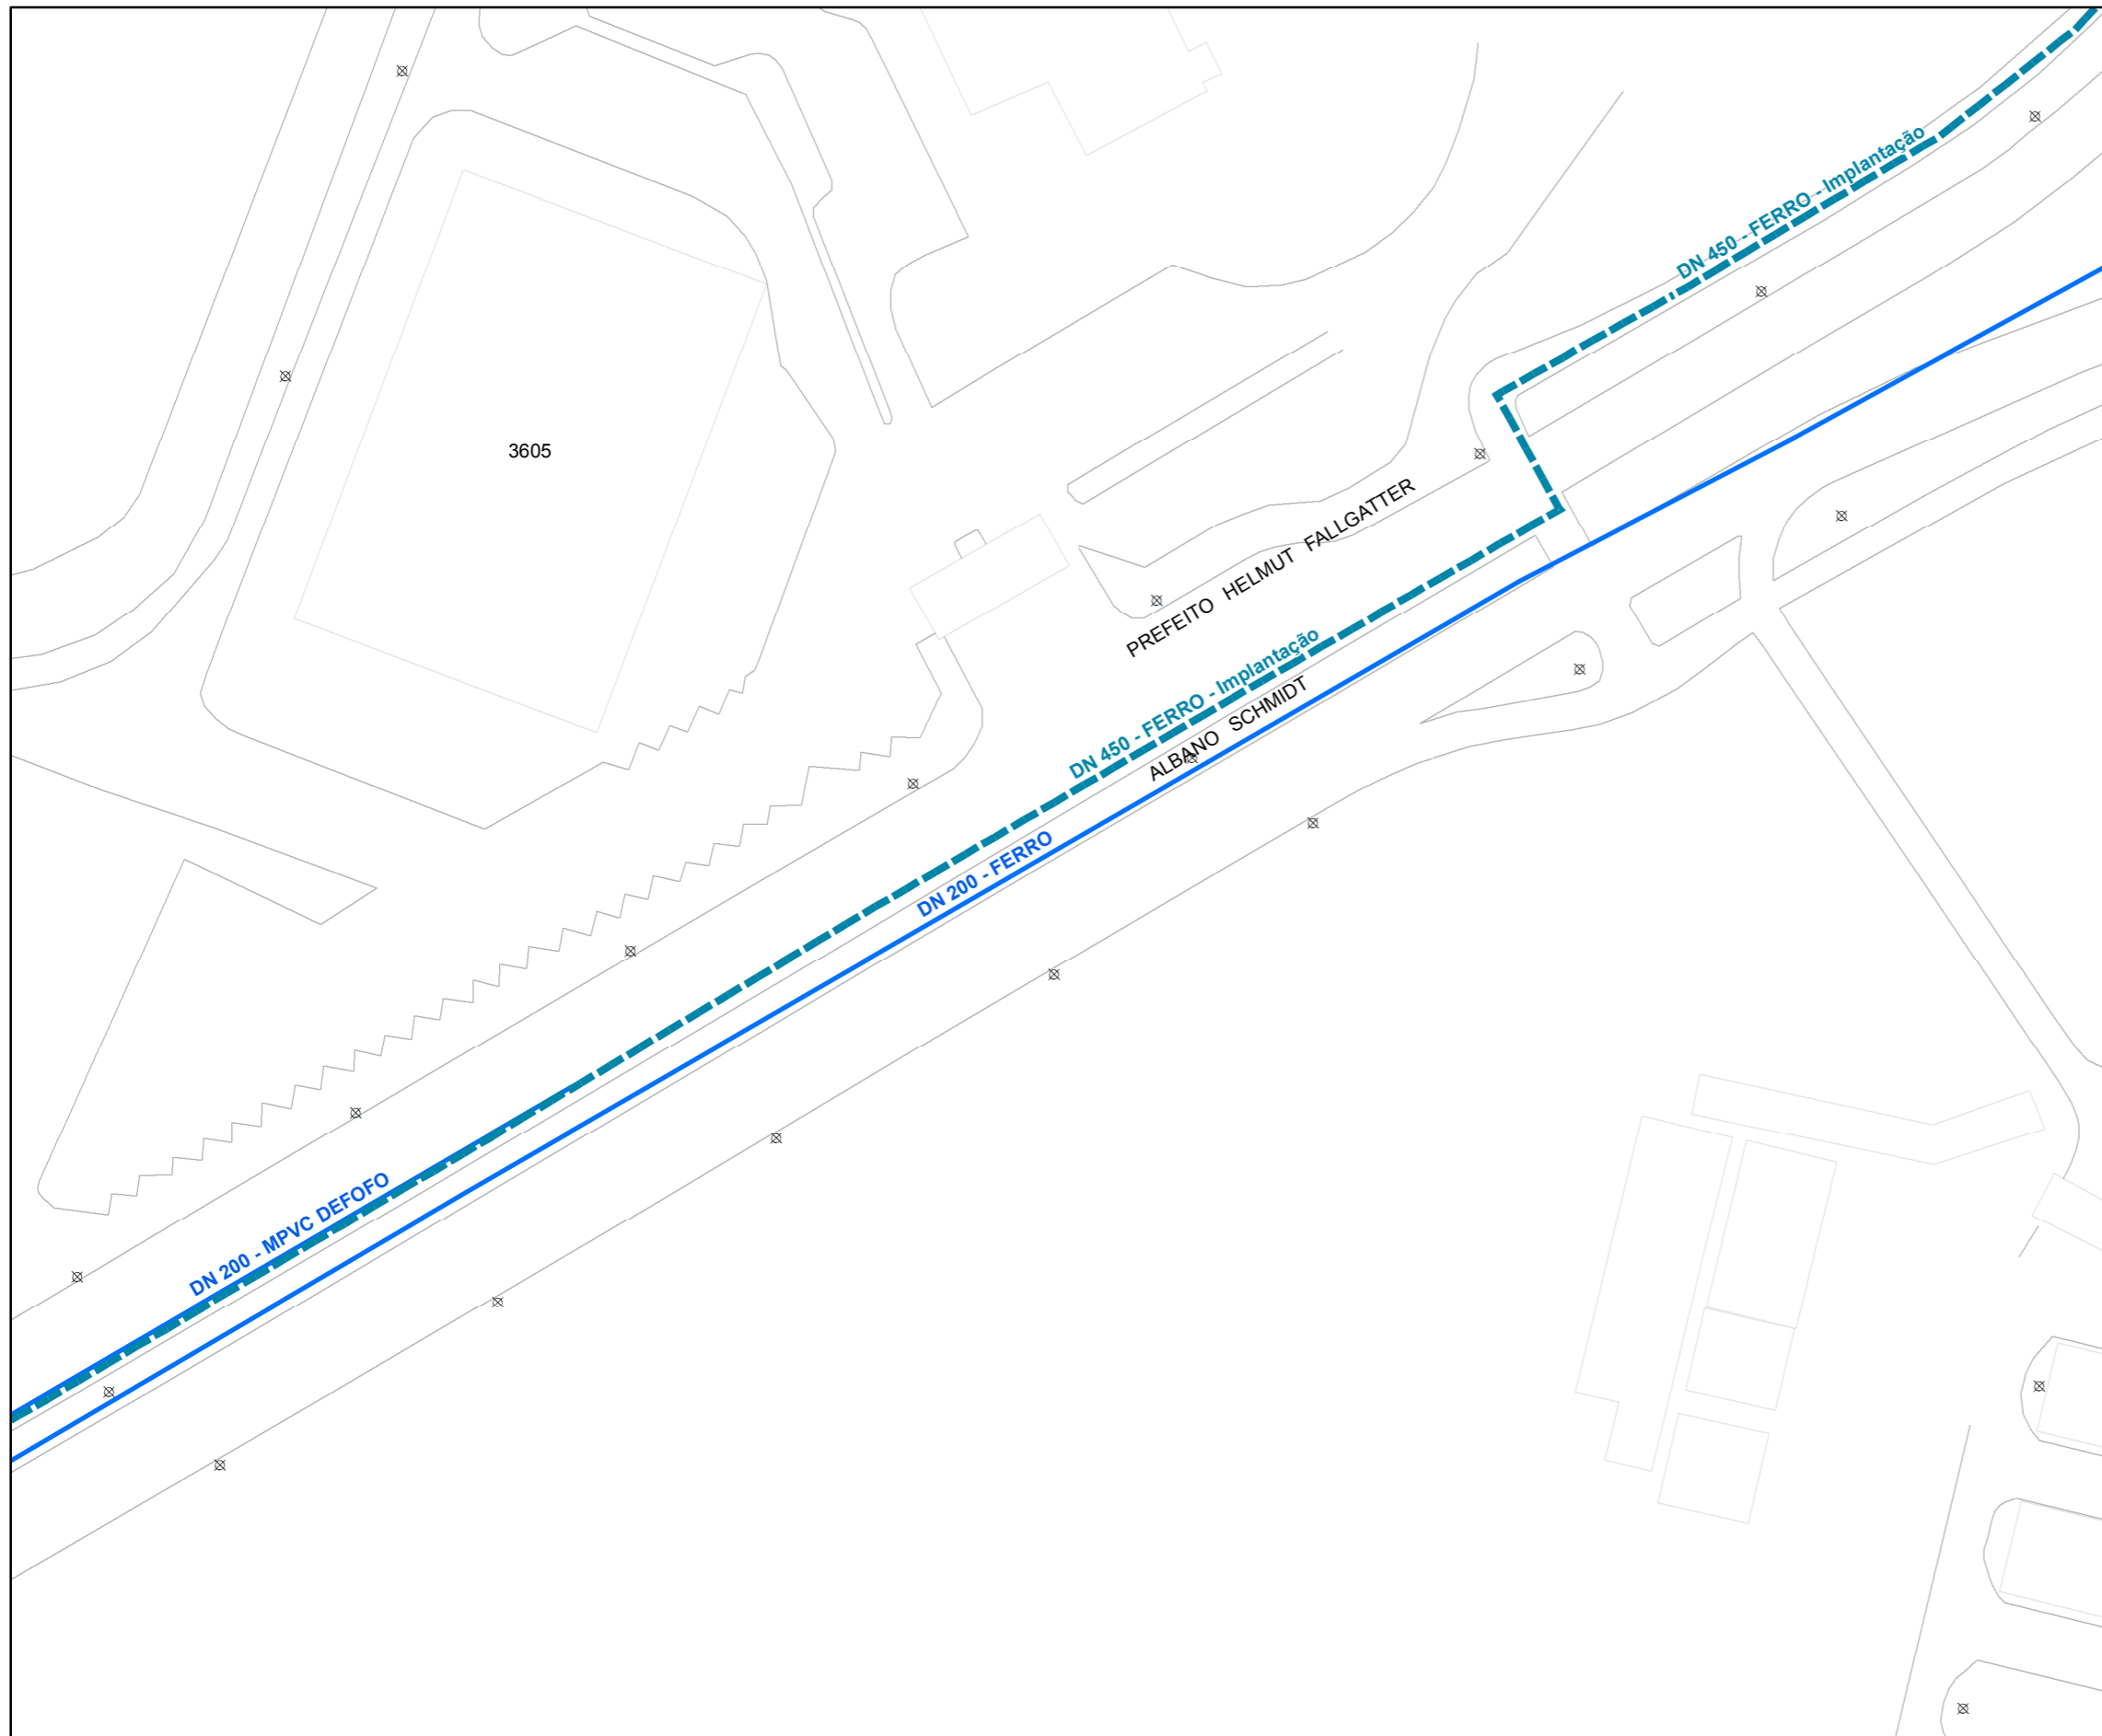 DN 450 - FERRO - Implantação
3605
PREFEITO HELMUT FALLGATTER
DN 450 - FERRO - Implantação
ALBANO SCHMIDT
DN 200 - FERRO
DN 200 - MPVC DEFOFO